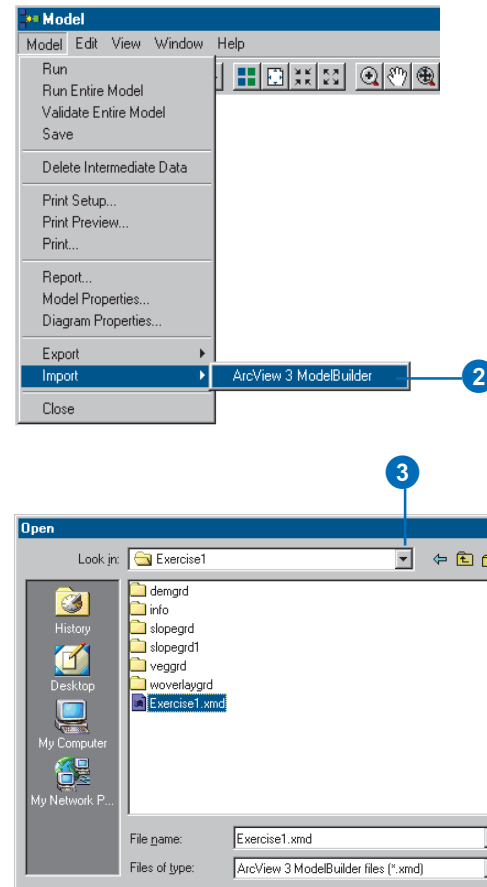 Model
Model Edit View Window Help
Run
Run Entire Model
Validate Entire Model
Save
Delete Intermediate Data
Print Setup...
Print Preview...
Print...
Report...
Model Properties...
Diagram Properties...
Export
Import
ArcView 3 ModelBuilder
2
Close
3
Open
Look in: Exercise1
History
Desktop
My Computer
My Network P...
demgrd
info
slopegrd
slopegrd1
veggrd
woverlaygrd
Exercise1.xmd
File name: Exercise1.xmd
Files of type: ArcView 3 ModelBuilder files (*.xmd)